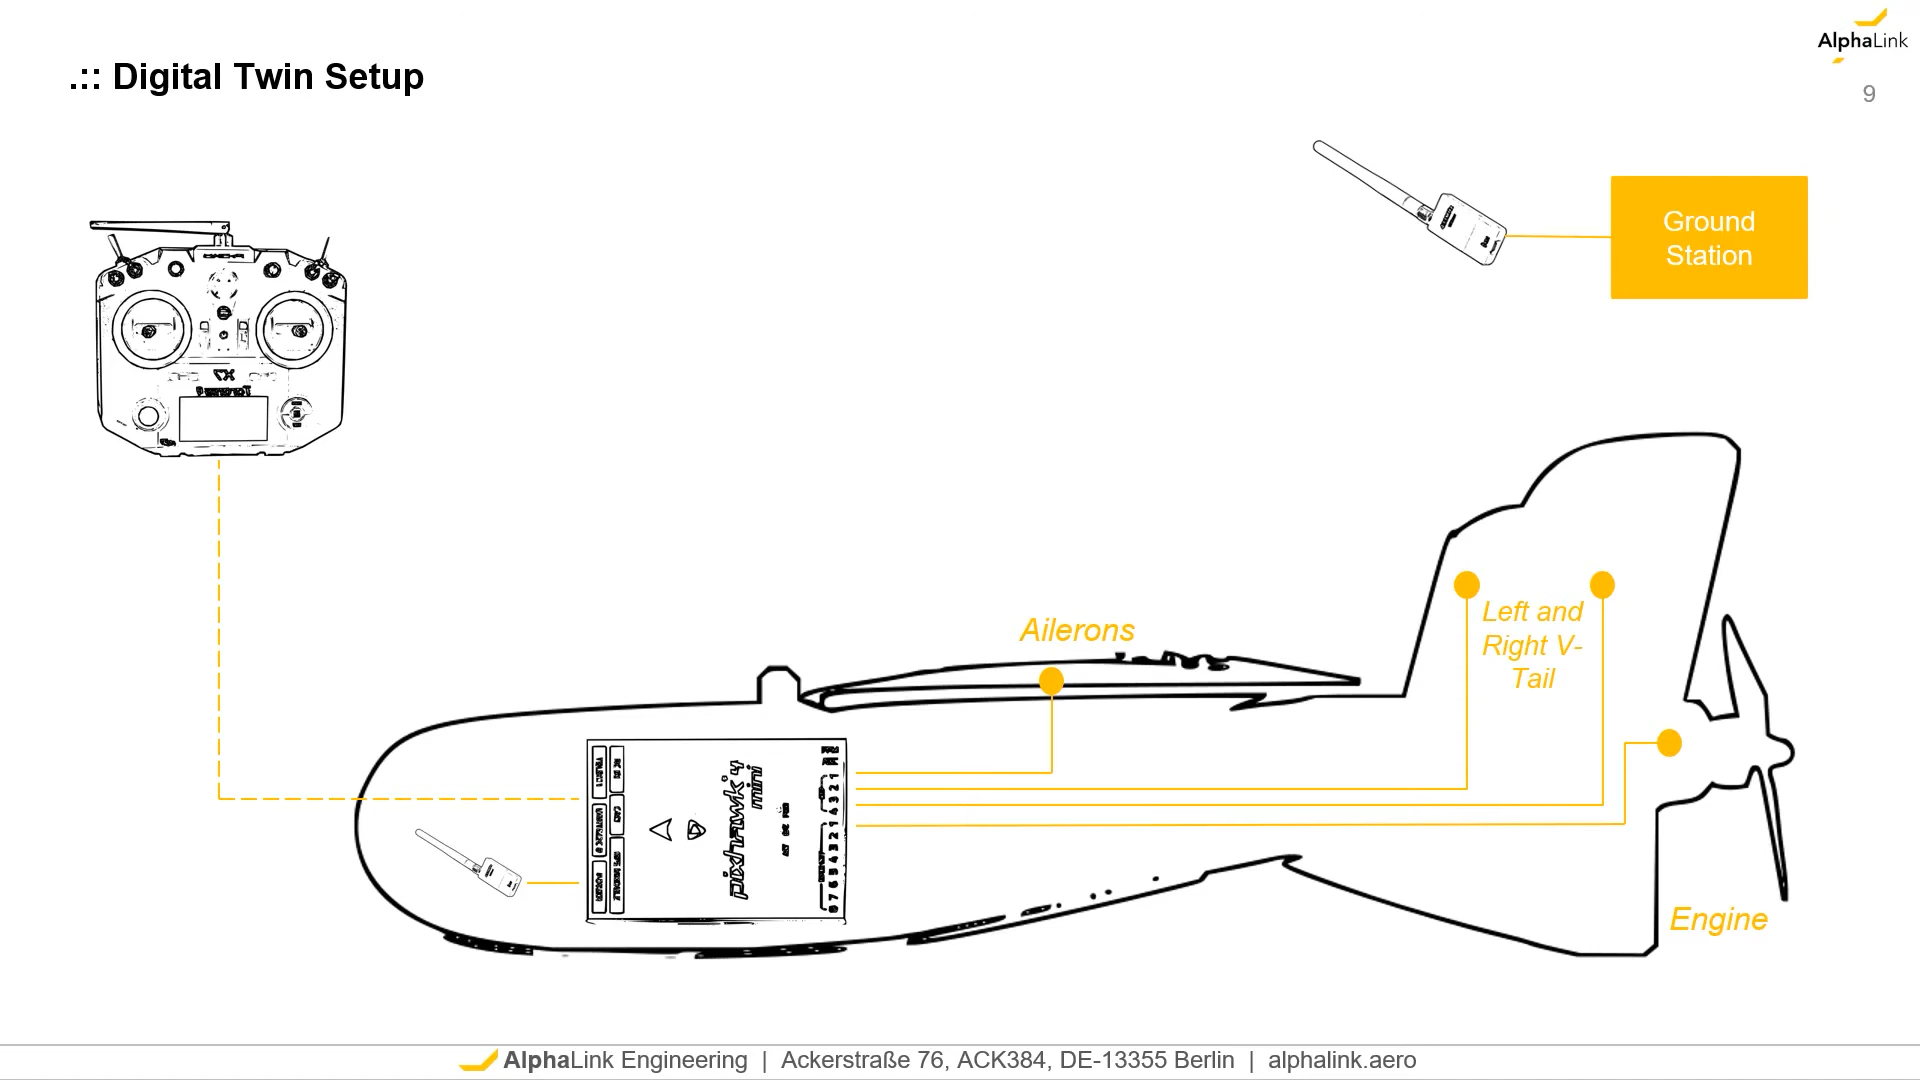 AlphaLink
.:: Digital Twin Setup
9
Ground
Station
Ailerons
Left and
Right V-
Tail
pixhawk 4
mini
Engine
AlphaLink Engineering | Ackerstraße 76, ACK384, DE-13355 Berlin | alphalink.aero